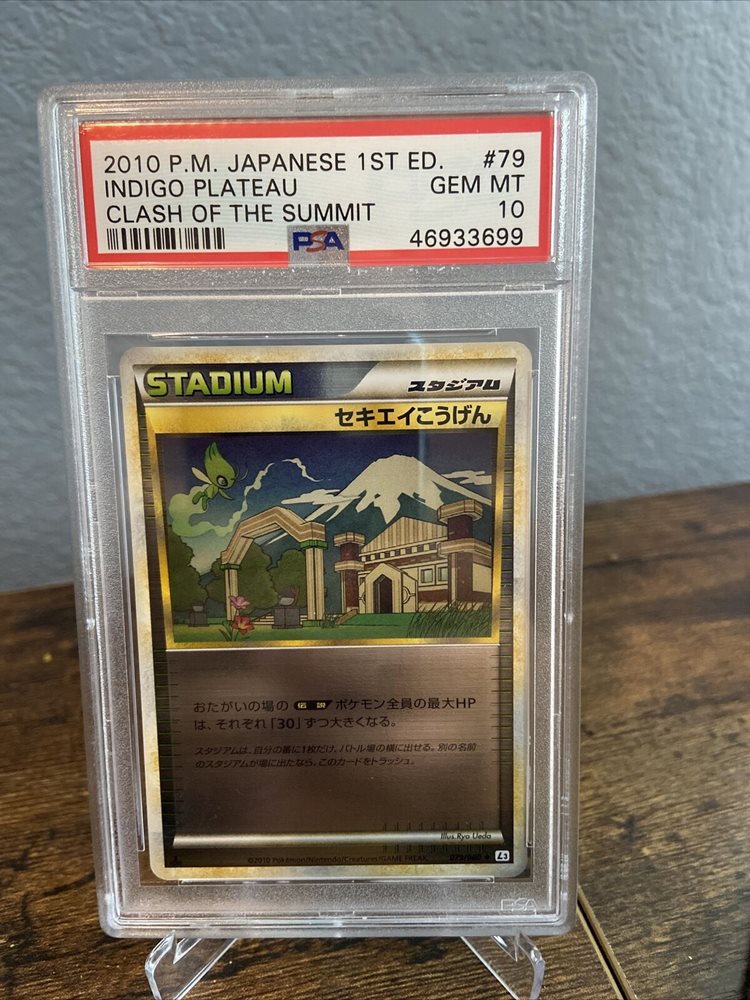 2010 P.M. JAPANESE 1ST ED. #79
INDIGO PLATEAU GEM MT
CLASH OF THE SUMMIT 10
PSA 46933699
STADIUM スタジアム
セキエイこうげん
おたがいの場の 伝説 ポケモン全員の最大HP
は、それぞれ「30」ずつ大きくなる。
スタジアムは、自分の番に1枚だけ、バトル場の横に出せる。別の名前
のスタジアムが場に出たなら、このカードをトラッシュ。
Illus. Ryo Ueda
©2010 Pokémon/Nintendo/Creatures/GAME FREAK. 079/080 L3
PSA